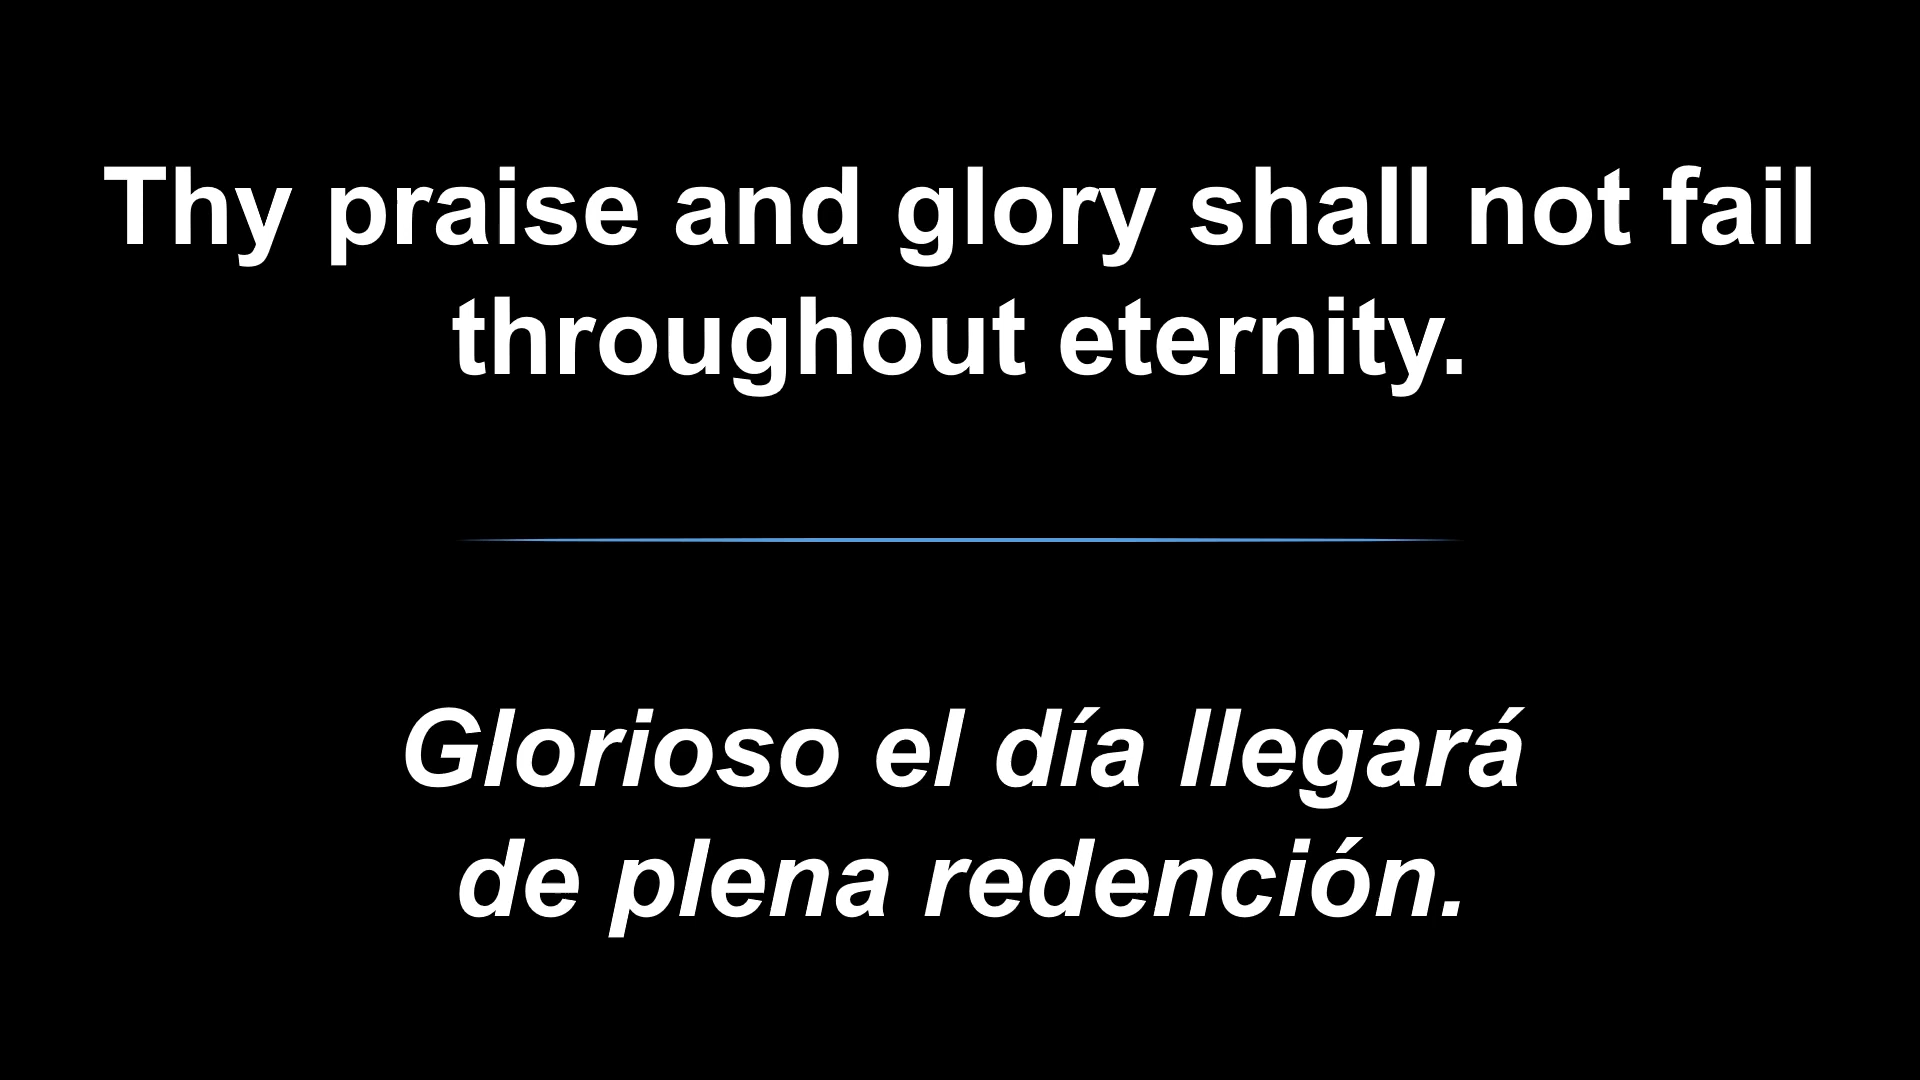 Thy praise and glory shall not fail
throughout eternity.
Glorioso el día llegará
de plena redención.